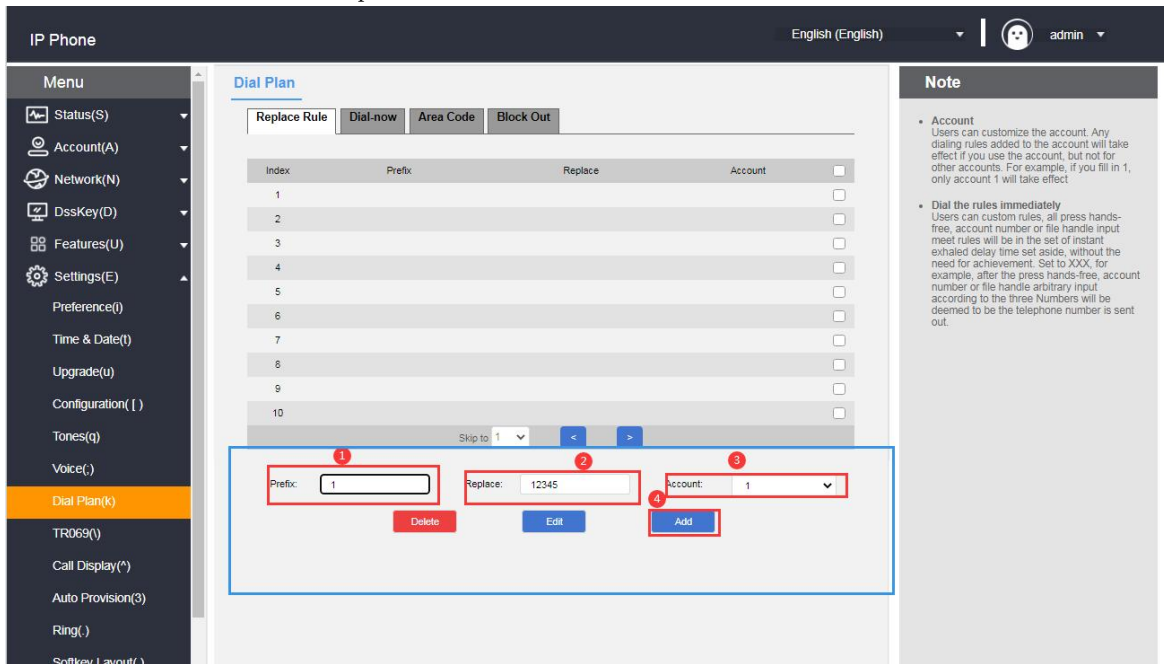 IP Phone
English (English)
admin
Menu
Status(S)
Account(A)
Network(N)
DssKey(D)
Features(U)
Settings(E)
Preference(i)
Time & Date(t)
Upgrade(u)
Configuration( [ )
Tones(q)
Voice(;)
Dial Plan(k)
TR069(\)
Call Display(^)
Auto Provision(3)
Ring(.)
Dial Plan
Replace Rule Dial-now Area Code Block Out
Index Prefix Replace Account
1
2
3
4
5
6
7
8
9
10
Skip to 1 < >
1 2 3
Prefix: 1 Replace: 12345 Account: 1
4
Delete Edit Add
Note
Account
Users can customize the account. Any
dialing rules added to the account will take
effect if you use the account, but not for
other accounts. For example, if you fill in 1,
only account 1 will take effect
Dial the rules immediately
Users can custom rules, all press hands-
free, account number or file handle input
meet rules will be in the set of instant
exhaled delay time set aside, without the
need for achievement. Set to XXX, for
example, after the press hands-free, account
number or file handle arbitrary input
according to the three Numbers will be
deemed to be the telephone number is sent
out.